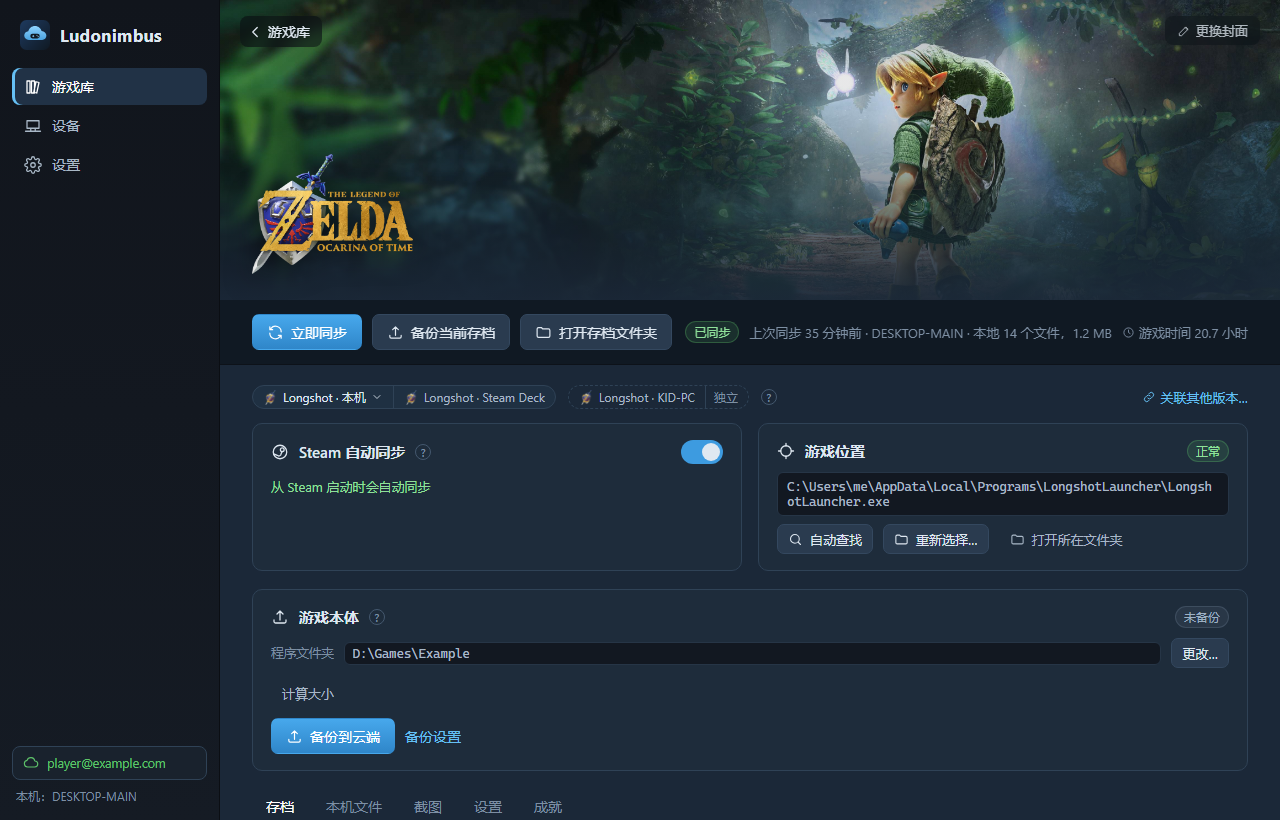 Ludonimbus
游戏库
设备
设置
游戏库
更换封面
THE LEGEND OF
ZELDA
OCARINA OF TIME
立即同步
备份当前存档
打开存档文件夹
已同步
上次同步 35 分钟前 · DESKTOP-MAIN · 本地 14 个文件，1.2 MB
游戏时间 20.7 小时
Longshot · 本机
Longshot · Steam Deck
Longshot · KID-PC
独立
?
关联其他版本...
Steam 自动同步
?
从 Steam 启动时会自动同步
游戏位置
正常
C:\Users\me\AppData\Local\Programs\LongshotLauncher\Longsh
otLauncher.exe
自动查找
重新选择...
打开所在文件夹
游戏本体
?
未备份
程序文件夹
D:\Games\Example
更改...
计算大小
备份到云端
备份设置
存档
本机文件
截图
设置
成就
player@example.com
本机：DESKTOP-MAIN